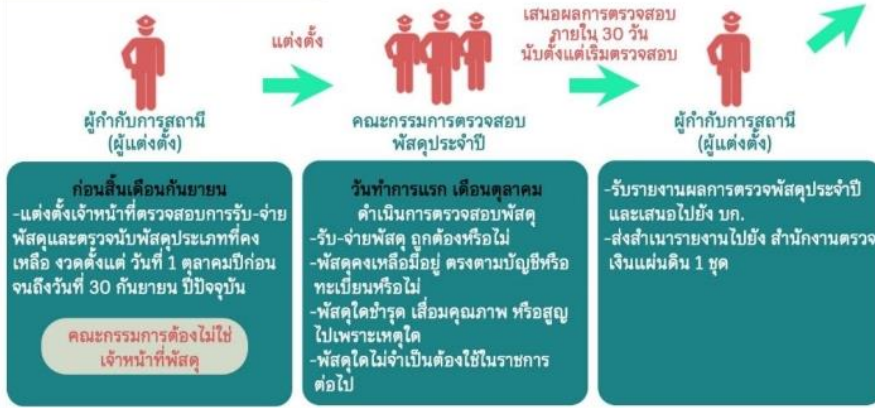 แต่งตั้ง
เสนอผลการตรวจสอบ
ภายใน 30 วัน
นับตั้งแต่เริ่มตรวจสอบ
ผู้กำกับการสถานี
(ผู้แต่งตั้ง)
คณะกรรมการตรวจสอบ
พัสดุประจำปี
ผู้กำกับการสถานี
(ผู้แต่งตั้ง)
ก่อนสิ้นเดือนกันยายน
-แต่งตั้งเจ้าหน้าที่ตรวจสอบการรับ-จ่าย
พัสดุและตรวจนับพัสดุประเภทที่คง
เหลือ งวดตั้งแต่ วันที่ 1 ตุลาคมปีก่อน
จนถึงวันที่ 30 กันยายน ปีปัจจุบัน
คณะกรรมการต้องไม่ใช่
เจ้าหน้าที่พัสดุ
วันทำการแรก เดือนตุลาคม
ดำเนินการตรวจสอบพัสดุ
-รับ-จ่ายพัสดุ ถูกต้องหรือไม่
-พัสดุคงเหลือมีอยู่ ตรงตามบัญชีหรือ
ทะเบียนหรือไม่
-พัสดุใดชำรุด เสื่อมคุณภาพ หรือสูญ
ไปเพราะเหตุใด
-พัสดุใดไม่จำเป็นต้องใช้ในราชการ
ต่อไป
-รับรายงานผลการตรวจพัสดุประจำปี
และเสนอไปยัง บก.
-ส่งสำเนารายงานไปยัง สำนักงานตรวจ
เงินแผ่นดิน 1 ชุด